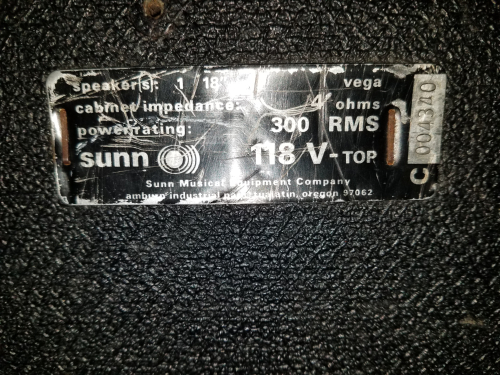 speaker(s): 1 18" vega
cabinet impedance: 4 ohms
power rating: 300 RMS
sunn 118 V-TOP
Sunn Musical Equipment Company
amburn industrial park, tualatin, oregon 97062
C 004340